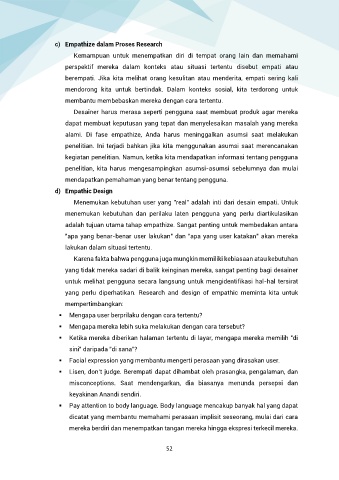 c) Empathize dalam Proses Research
Kemampuan untuk menempatkan diri di tempat orang lain dan memahami
perspektif mereka dalam konteks atau situasi tertentu disebut empati atau
berempati. Jika kita melihat orang kesulitan atau menderita, empati sering kali
mendorong kita untuk bertindak. Dalam konteks sosial, kita terdorong untuk
membantu membebaskan mereka dengan cara tertentu.
Desainer harus merasa seperti pengguna saat membuat produk agar mereka
dapat membuat keputusan yang tepat dan menyelesaikan masalah yang mereka
alami. Di fase empathize, Anda harus meninggalkan asumsi saat melakukan
penelitian. Ini terjadi bahkan jika kita menggunakan asumsi saat merencanakan
kegiatan penelitian. Namun, ketika kita mendapatkan informasi tentang pengguna
penelitian, kita harus mengesampingkan asumsi-asumsi sebelumnya dan mulai
mendapatkan pemahaman yang benar tentang pengguna.
d) Empathic Design
Menemukan kebutuhan user yang "real" adalah inti dari desain empati. Untuk
menemukan kebutuhan dan perilaku laten pengguna yang perlu diartikulasikan
adalah tujuan utama tahap empathize. Sangat penting untuk membedakan antara
"apa yang benar-benar user lakukan" dan "apa yang user katakan" akan mereka
lakukan dalam situasi tertentu.
Karena fakta bahwa pengguna juga mungkin memiliki kebiasaan atau kebutuhan
yang tidak mereka sadari di balik keinginan mereka, sangat penting bagi desainer
untuk melihat pengguna secara langsung untuk mengidentifikasi hal-hal tersirat
yang perlu diperhatikan. Research and design of empathic meminta kita untuk
mempertimbangkan:
• Mengapa user berprilaku dengan cara tertentu?
• Mengapa mereka lebih suka melakukan dengan cara tersebut?
• Ketika mereka diberikan halaman tertentu di layar, mengapa mereka memilih "di
sini" daripada "di sana"?
• Facial expression yang membantu mengerti perasaan yang dirasakan user.
• Lisen, don't judge. Berempati dapat dihambat oleh prasangka, pengalaman, dan
misconceptions. Saat mendengarkan, dia biasanya menunda persepsi dan
keyakinan Anandi sendiri.
• Pay attention to body language. Body language mencakup banyak hal yang dapat
dicatat yang membantu memahami perasaan implisit seseorang, mulai dari cara
mereka berdiri dan menempatkan tangan mereka hingga ekspresi terkecil mereka.
52